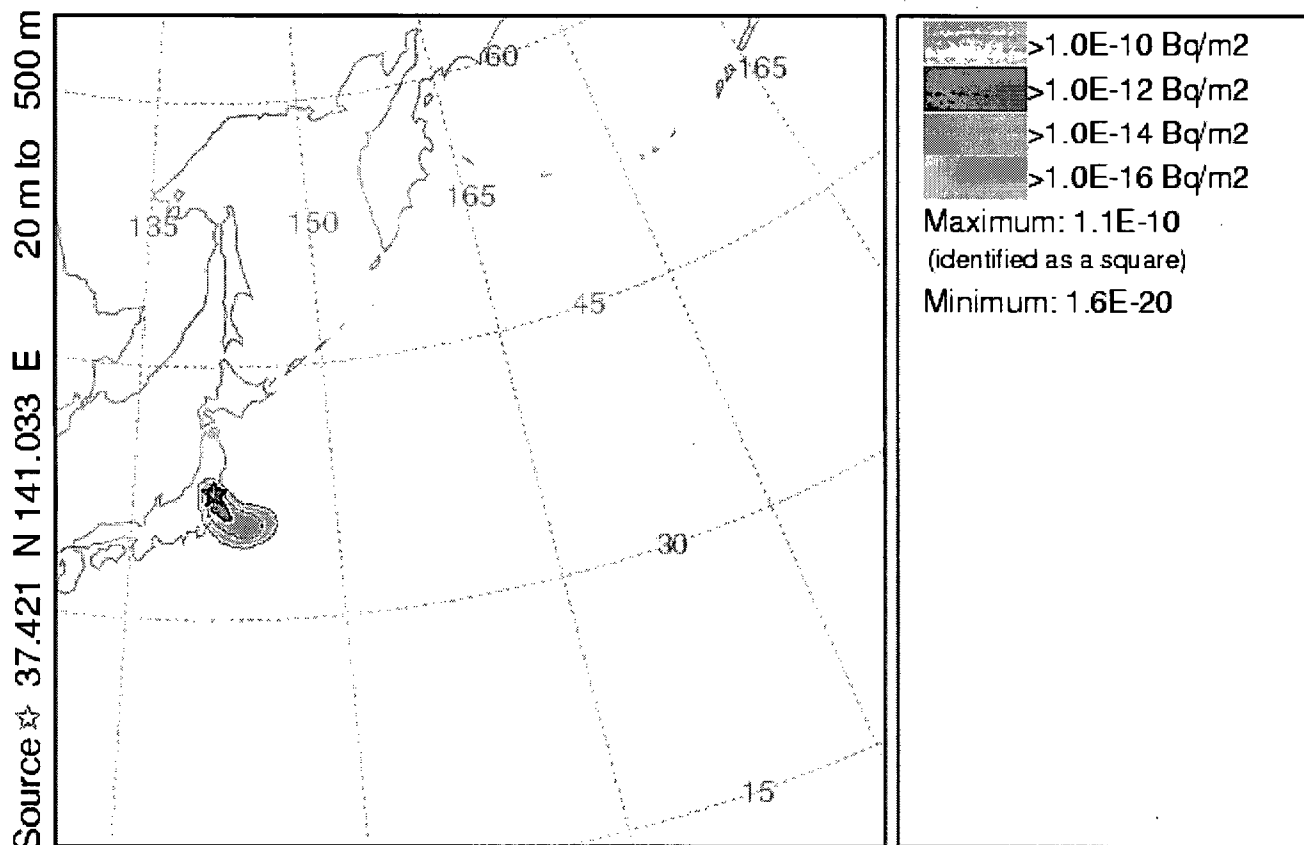 Source ☆ 37.421 N 141.033 E 20 m to 500 m
60
165
135
150
165
45
30
15
>1.0E-10 Bq/m2
>1.0E-12 Bq/m2
>1.0E-14 Bq/m2
>1.0E-16 Bq/m2
Maximum: 1.1E-10
(identified as a square)
Minimum: 1.6E-20